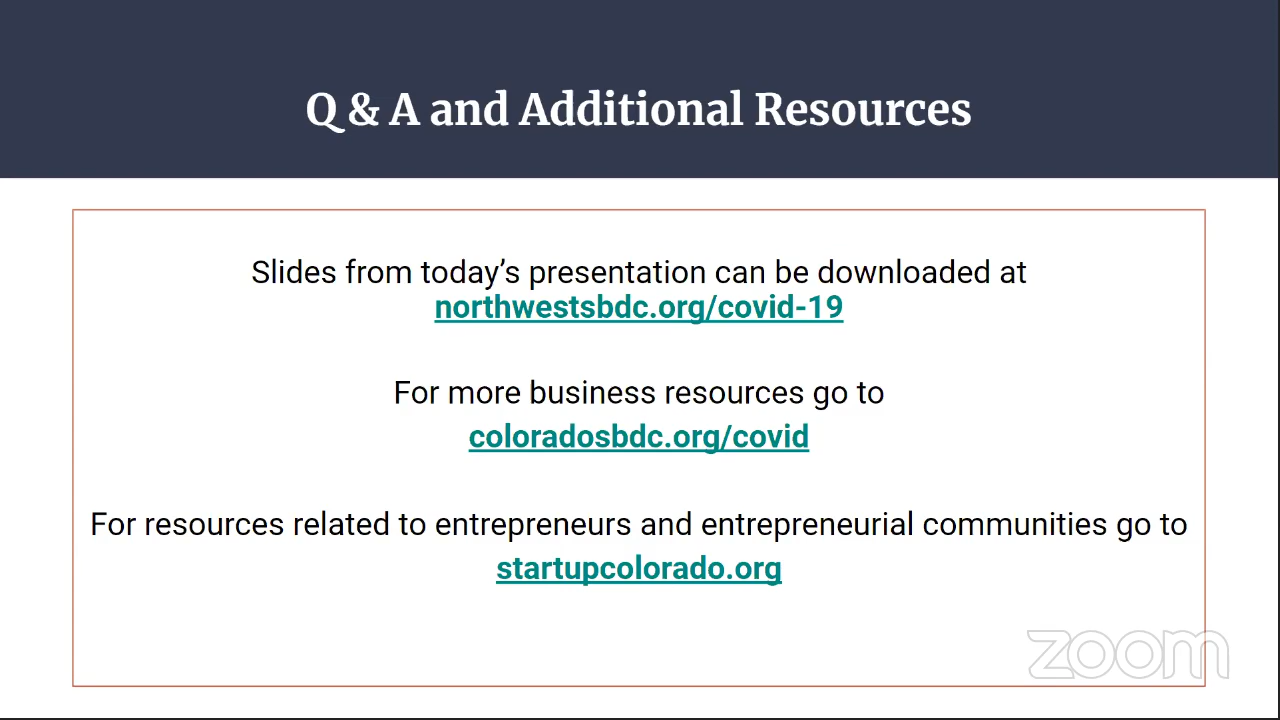 Q & A and Additional Resources
Slides from today’s presentation can be downloaded at
northwestsbdc.org/covid-19
For more business resources go to
coloradosbdc.org/covid
For resources related to entrepreneurs and entrepreneurial communities go to
startupcolorado.org
zoom